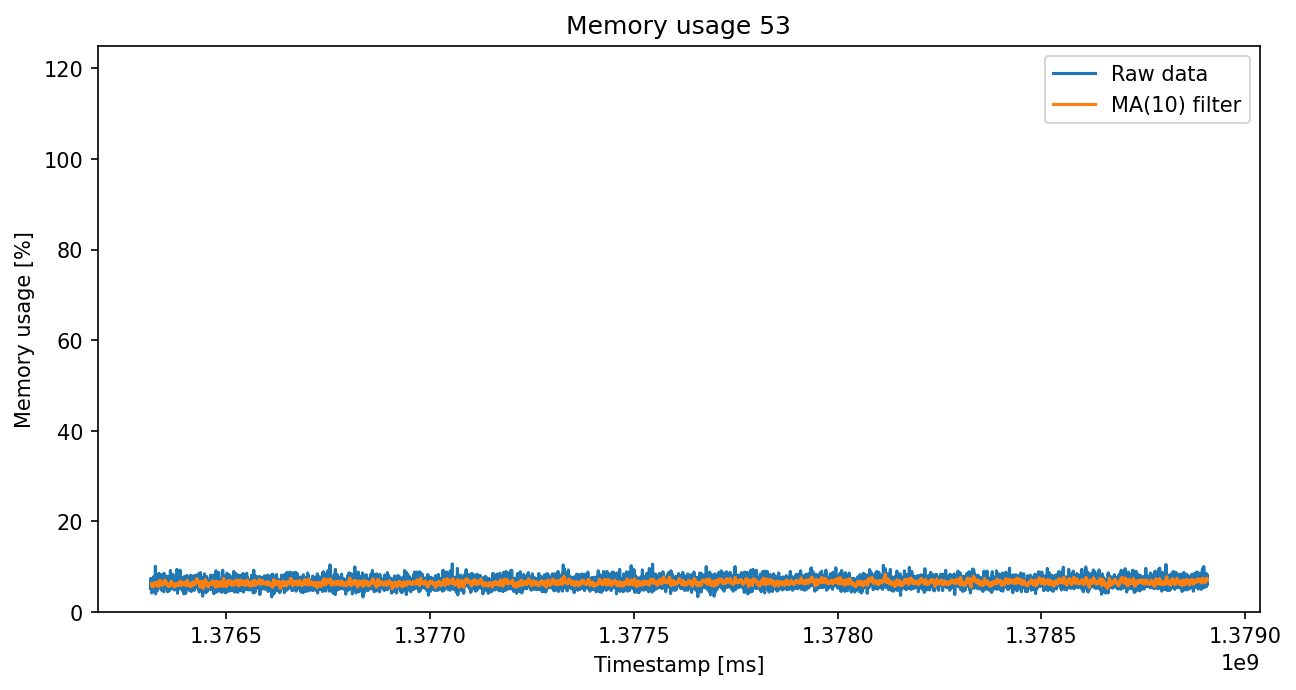 Memory usage 53
Raw data
MA(10) filter
Memory usage [%]
120
100
80
60
40
20
0
1.3765 1.3770 1.3775 1.3780 1.3785 1.3790
1e9
Timestamp [ms]